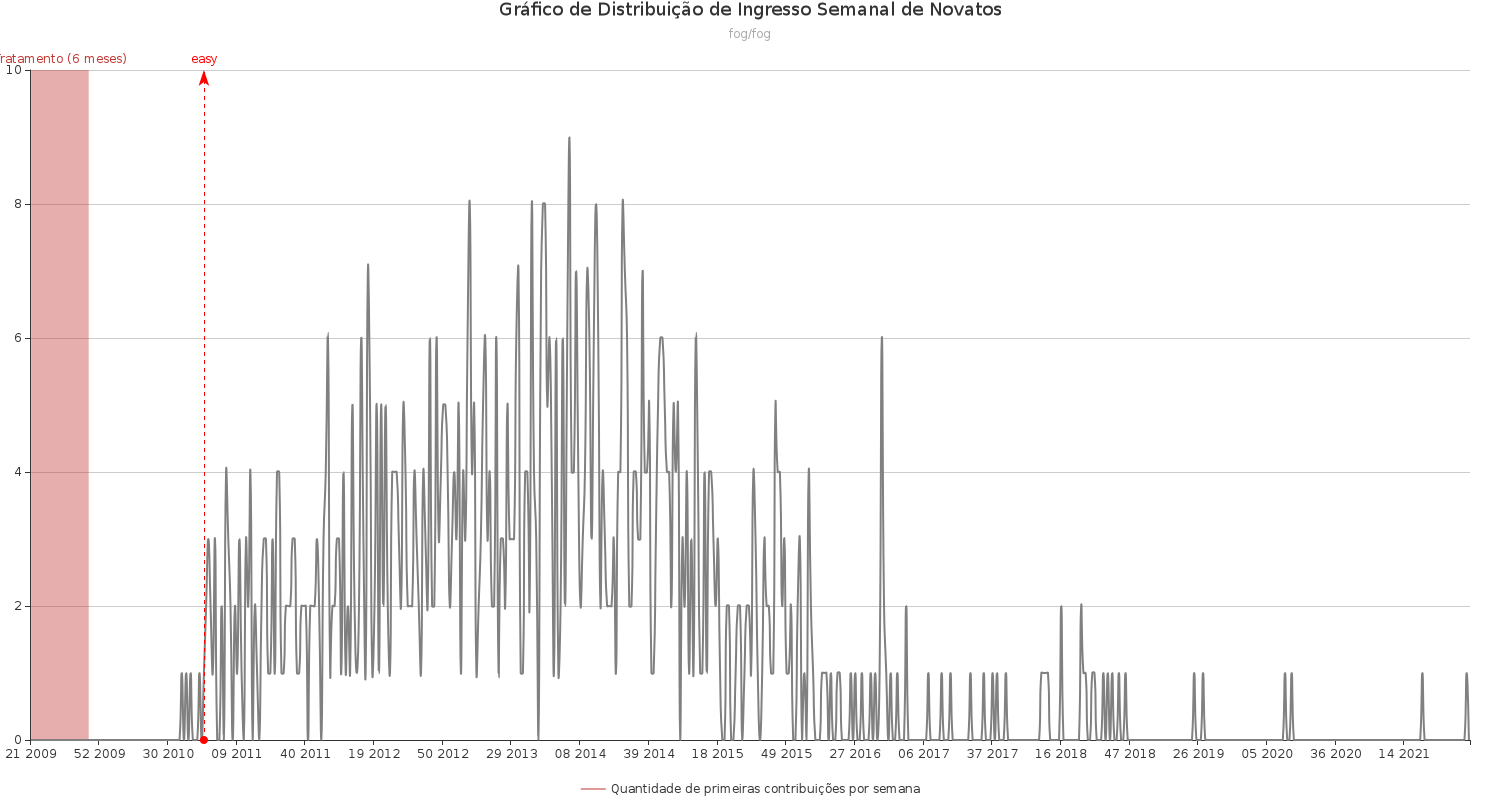 Gráfico de Distribuição de Ingresso Semanal de Novatos
fog/fog
ratamento (6 meses)
easy
10
8
6
4
2
0
21 2009 52 2009 30 2010 09 2011 40 2011 19 2012 50 2012 29 2013 08 2014 39 2014 18 2015 49 2015 27 2016 06 2017 37 2017 16 2018 47 2018 26 2019 05 2020 36 2020 14 2021
Quantidade de primeiras contribuições por semana